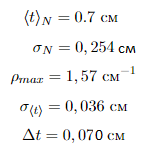 ⟨t⟩_N = 0.7 см
σ_N = 0,254 см
ρ_max = 1,57 см⁻¹
σ_⟨t⟩ = 0,036 см
Δt = 0,070 см